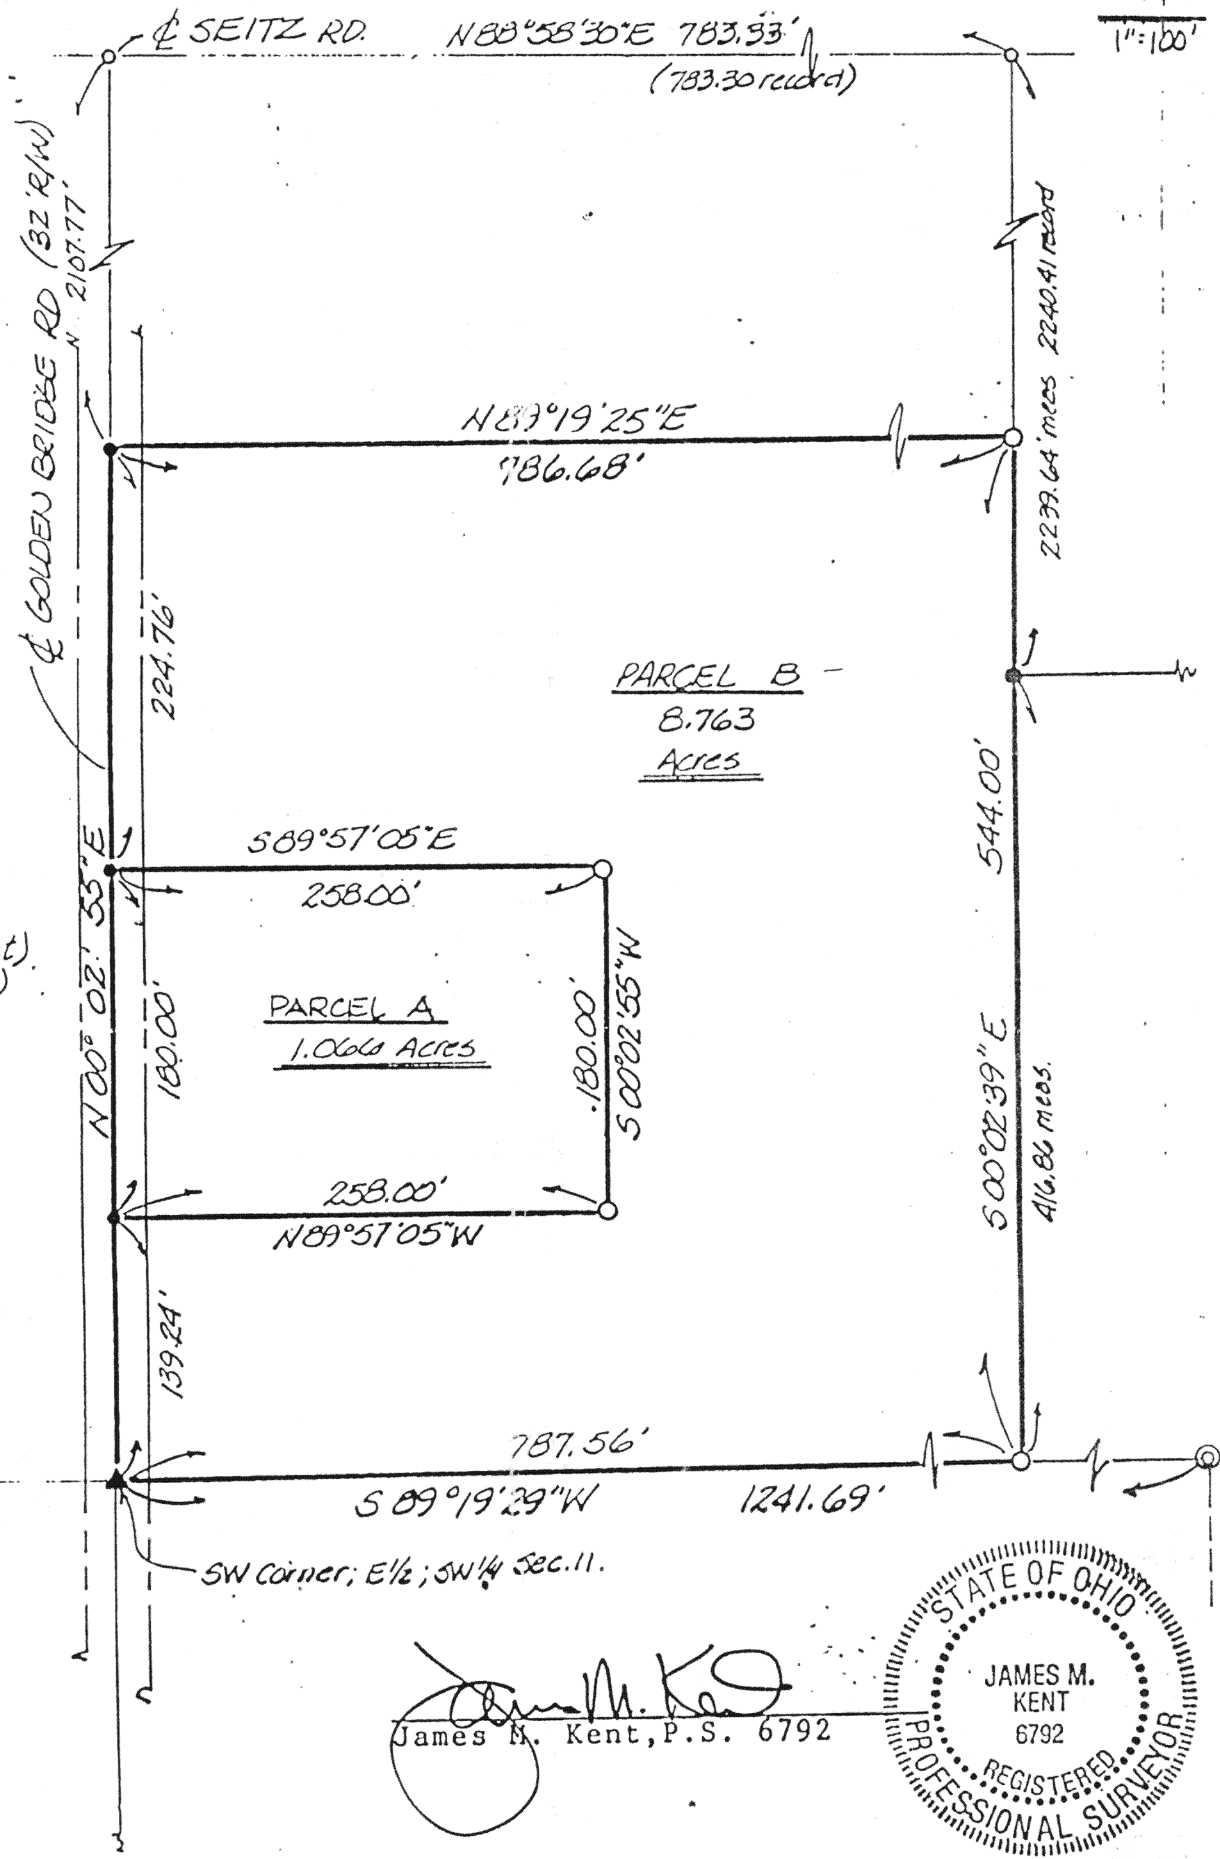 ℄ SEITZ RD.
N88°58'30"E 783.33'
(783.30 record)
1":100'
℄ GOLDEN BRIDGE RD (32' R/W)
2107.77'
2239.64' meas 2240.41 record
N89°19'25"E
786.68'
224.76'
PARCEL B
8.763
Acres
544.00'
S89°57'05"E
258.00'
N00° 02' 55"E
180.00'
PARCEL A
1.066 Acres
180.00'
S00°02'55"W
S00°02'39"E
416.86 meas.
258.00'
N89°57'05"W
139.24'
787.56'
S89°19'29"W 1241.69'
SW Corner; E1/2; SW1/4 Sec.11.
James M. Kent
James M. Kent, P.S. 6792
STATE OF OHIO
JAMES M.
KENT
6792
REGISTERED
PROFESSIONAL SURVEYOR